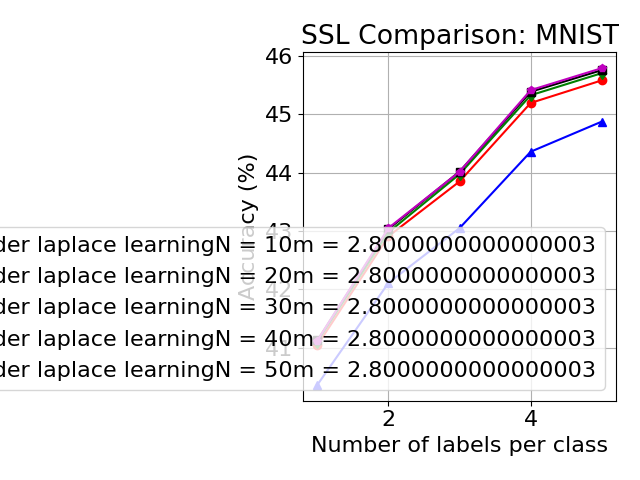 SSL Comparison: MNIST
46
45
44
43
42
41
Accuracy (%)
der laplace learningN = 10m = 2.8000000000000003
der laplace learningN = 20m = 2.8000000000000003
der laplace learningN = 30m = 2.8000000000000003
der laplace learningN = 40m = 2.8000000000000003
der laplace learningN = 50m = 2.8000000000000003
2
4
Number of labels per class